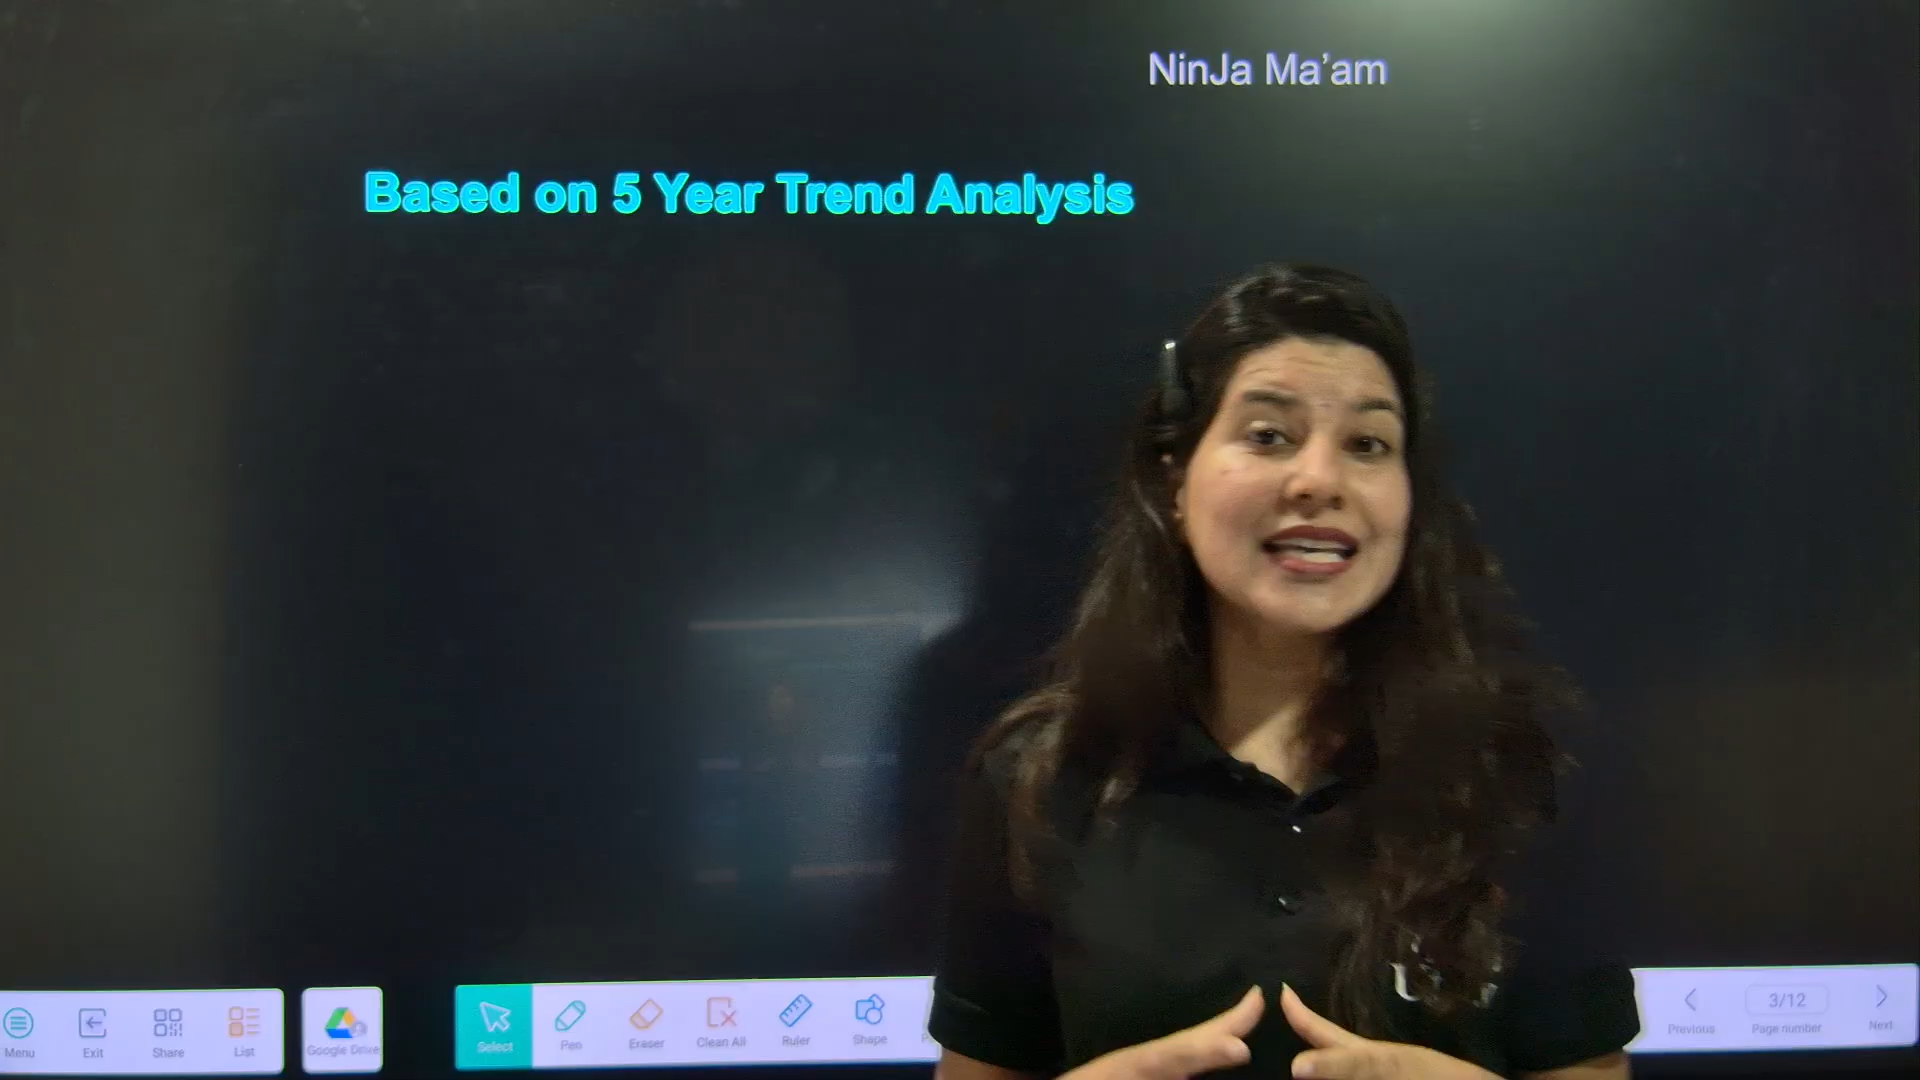 NinJa Ma’am
Based on 5 Year Trend Analysis
Menu
Exit
Share
List
Google Drive
Select
Pen
Eraser
Clean All
Ruler
Shape
Previous
3/12
Page number
Next